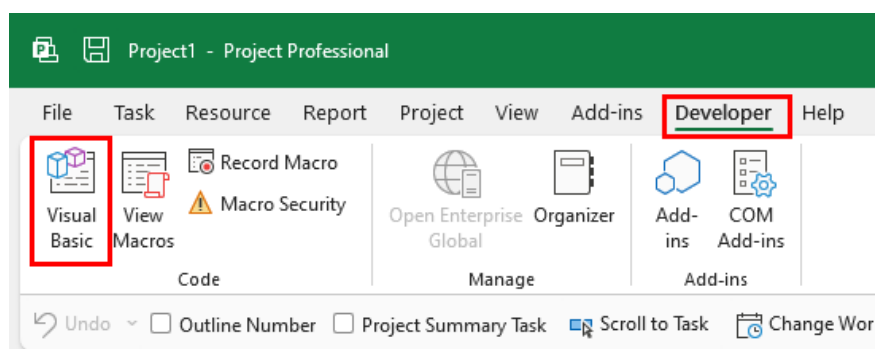 Project1 - Project Professional
File Task Resource Report Project View Add-ins Developer Help
Visual Basic
View Macros
Record Macro
Macro Security
Code
Open Enterprise Global
Organizer
Manage
Add-ins
COM Add-ins
Add-ins
Undo Outline Number Project Summary Task Scroll to Task Change Wor